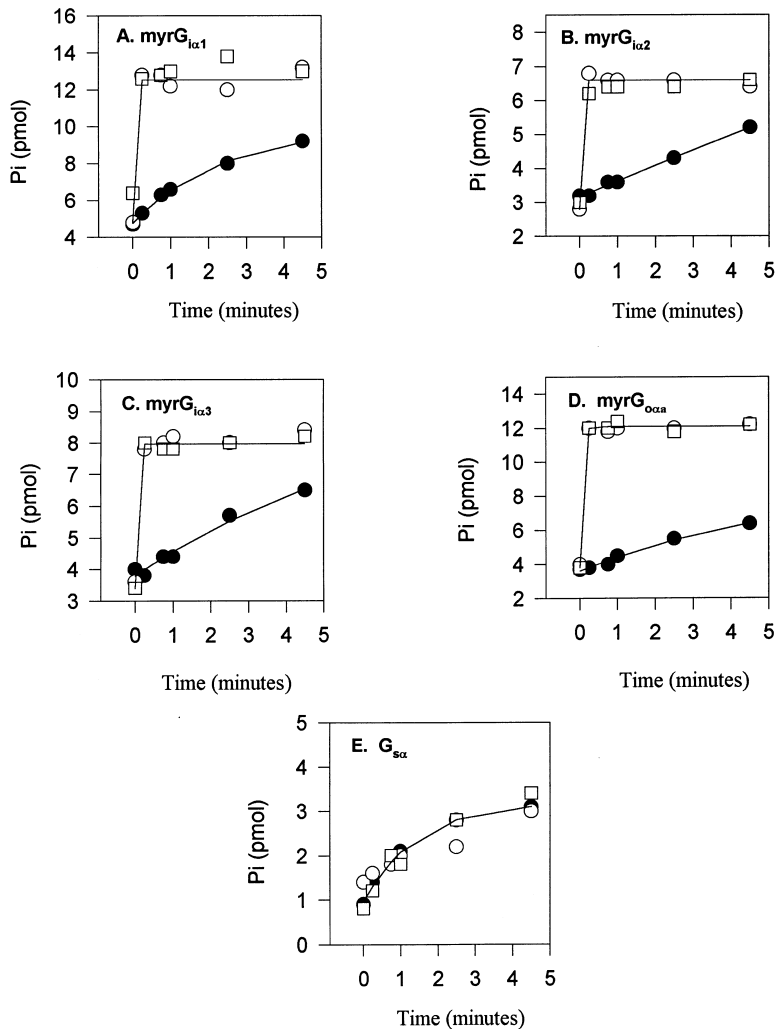 A. myrGiα1
16
14
12
10
8
6
4
Pi (pmol)
0 1 2 3 4 5
Time (minutes)
B. myrGiα2
8
7
6
5
4
3
2
Pi (pmol)
0 1 2 3 4 5
Time (minutes)
C. myrGiα3
10
9
8
7
6
5
4
3
Pi (pmol)
0 1 2 3 4 5
Time (minutes)
D. myrGoαa
14
12
10
8
6
4
2
Pi (pmol)
0 1 2 3 4 5
Time (minutes)
E. Gsα
5
4
3
2
1
0
Pi (pmol)
0 1 2 3 4 5
Time (minutes)